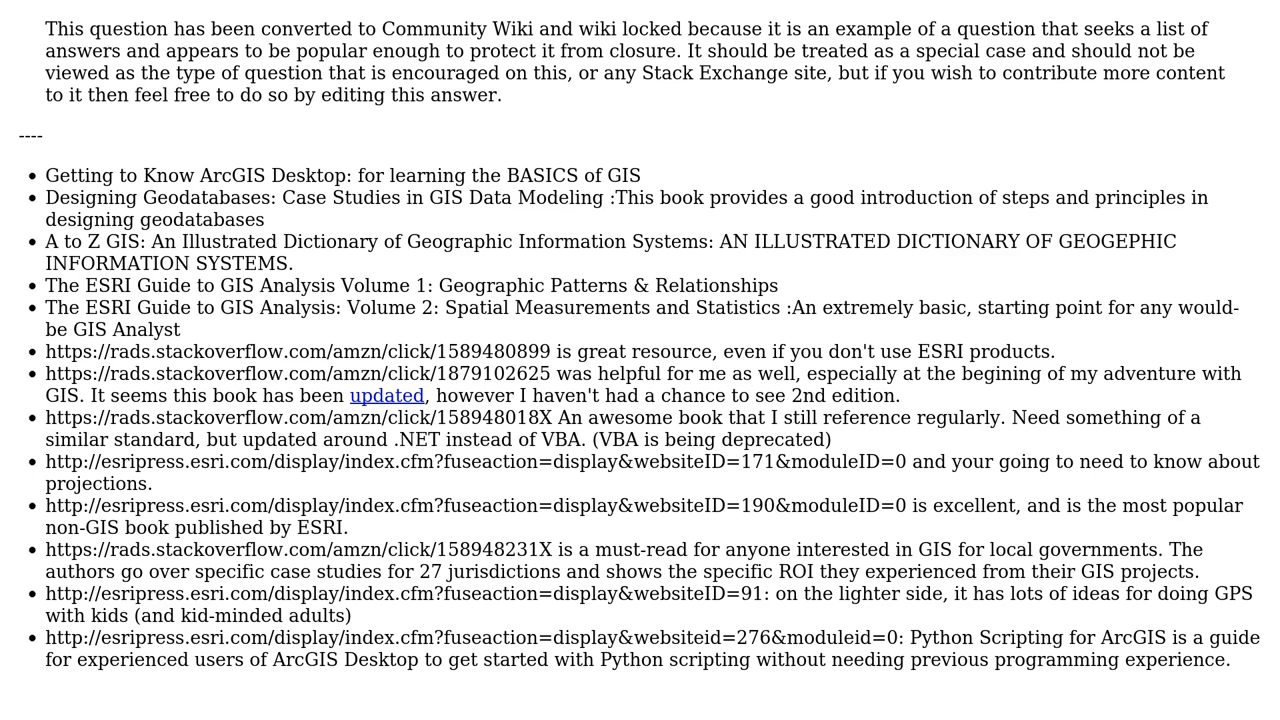 This question has been converted to Community Wiki and wiki locked because it is an example of a question that seeks a list of
answers and appears to be popular enough to protect it from closure. It should be treated as a special case and should not be
viewed as the type of question that is encouraged on this, or any Stack Exchange site, but if you wish to contribute more content
to it then feel free to do so by editing this answer.
----
• Getting to Know ArcGIS Desktop: for learning the BASICS of GIS
• Designing Geodatabases: Case Studies in GIS Data Modeling :This book provides a good introduction of steps and principles in
designing geodatabases
• A to Z GIS: An Illustrated Dictionary of Geographic Information Systems: AN ILLUSTRATED DICTIONARY OF GEOGEPHIC
INFORMATION SYSTEMS.
• The ESRI Guide to GIS Analysis Volume 1: Geographic Patterns & Relationships
• The ESRI Guide to GIS Analysis: Volume 2: Spatial Measurements and Statistics :An extremely basic, starting point for any would-
be GIS Analyst
• https://rads.stackoverflow.com/amzn/click/1589480899 is great resource, even if you don't use ESRI products.
• https://rads.stackoverflow.com/amzn/click/1879102625 was helpful for me as well, especially at the begining of my adventure with
GIS. It seems this book has been updated, however I haven't had a chance to see 2nd edition.
• https://rads.stackoverflow.com/amzn/click/158948018X An awesome book that I still reference regularly. Need something of a
similar standard, but updated around .NET instead of VBA. (VBA is being deprecated)
• http://esripress.esri.com/display/index.cfm?fuseaction=display&websiteID=171&moduleID=0 and your going to need to know about
projections.
• http://esripress.esri.com/display/index.cfm?fuseaction=display&websiteID=190&moduleID=0 is excellent, and is the most popular
non-GIS book published by ESRI.
• https://rads.stackoverflow.com/amzn/click/158948231X is a must-read for anyone interested in GIS for local governments. The
authors go over specific case studies for 27 jurisdictions and shows the specific ROI they experienced from their GIS projects.
• http://esripress.esri.com/display/index.cfm?fuseaction=display&websiteID=91: on the lighter side, it has lots of ideas for doing GPS
with kids (and kid-minded adults)
• http://esripress.esri.com/display/index.cfm?fuseaction=display&websiteid=276&moduleid=0: Python Scripting for ArcGIS is a guide
for experienced users of ArcGIS Desktop to get started with Python scripting without needing previous programming experience.